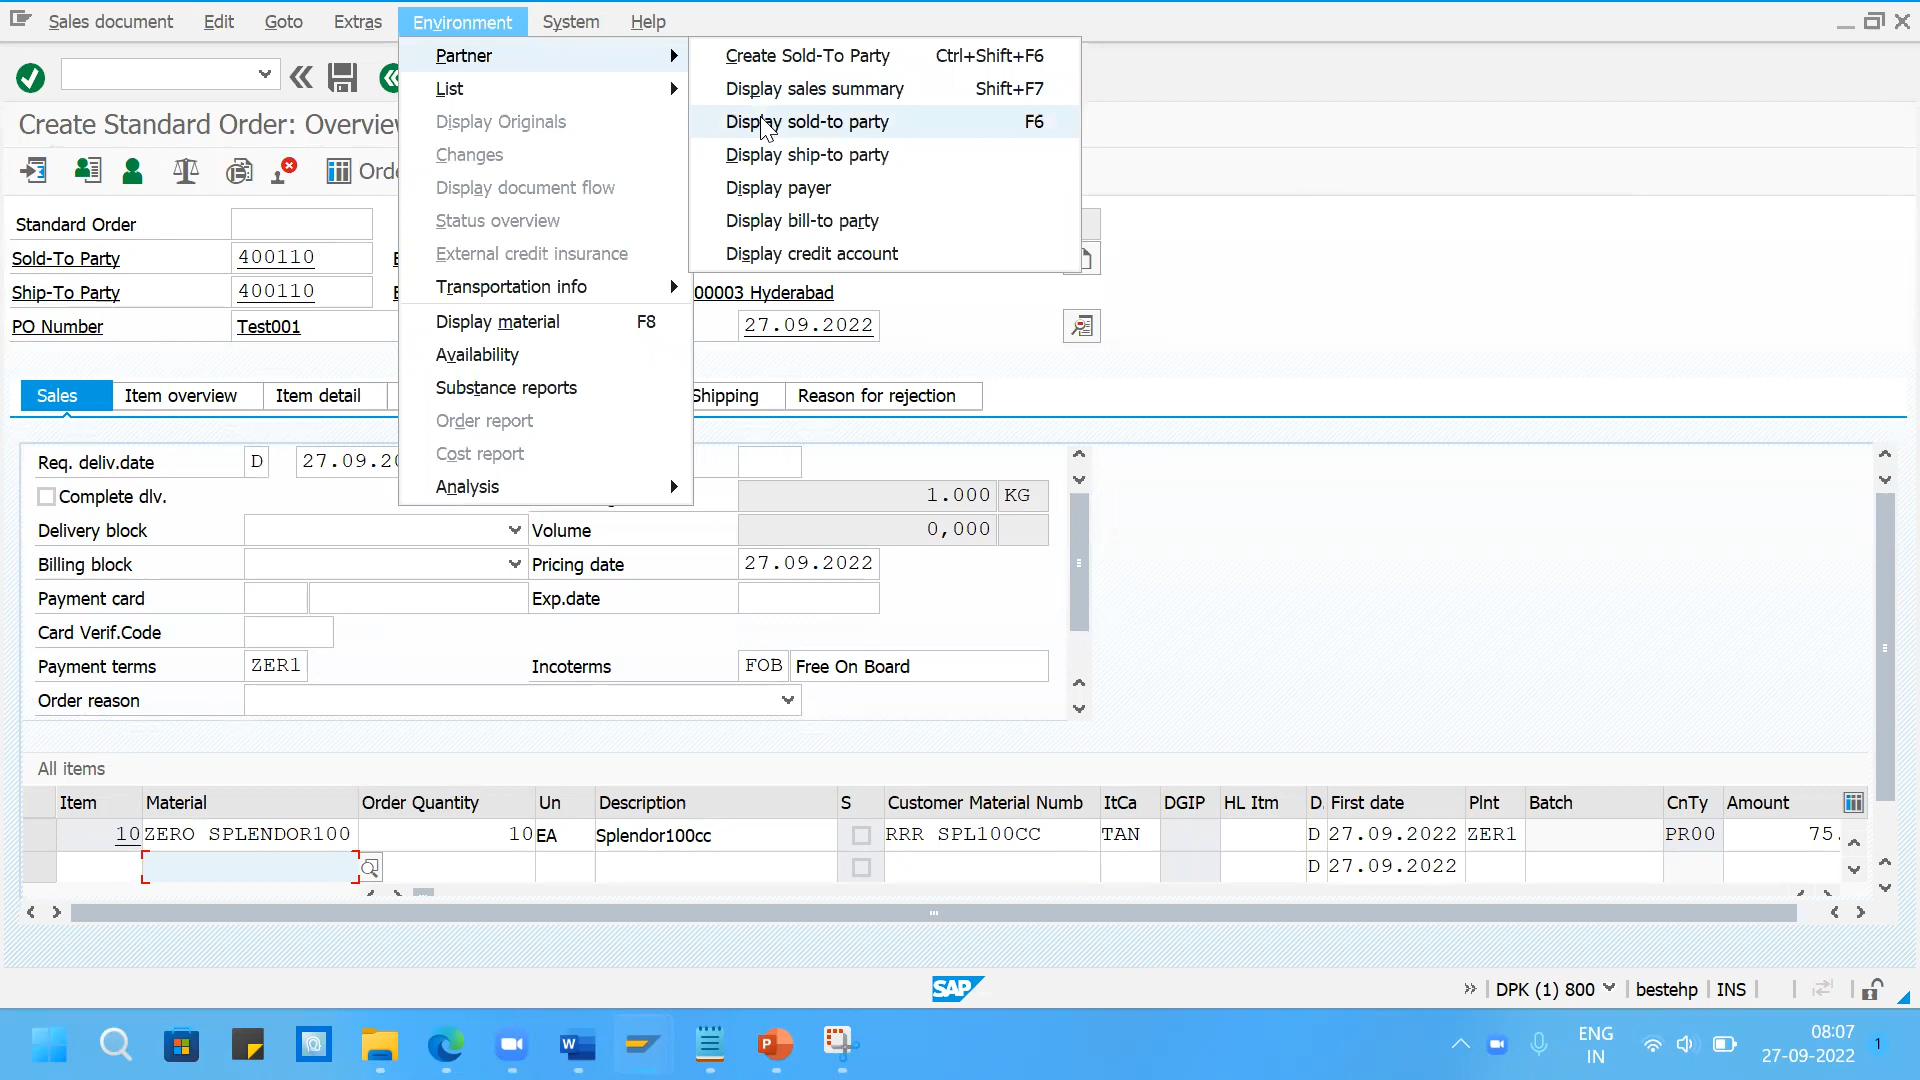 Sales document Edit Goto Extras Environment System Help
Partner
List
Display Originals
Changes
Display document flow
Status overview
External credit insurance
Transportation info
Display material F8
Availability
Substance reports
Order report
Cost report
Analysis
Create Sold-To Party Ctrl+Shift+F6
Display sales summary Shift+F7
Display sold-to party F6
Display ship-to party
Display payer
Display bill-to party
Display credit account
Create Standard Order: Overvie
Orde
Standard Order
Sold-To Party 400110
Ship-To Party 400110 00003 Hyderabad
PO Number Test001 27.09.2022
Sales Item overview Item detail Shipping Reason for rejection
Req. deliv.date D 27.09.20
Complete dlv. 1.000 KG
Delivery block Volume 0,000
Billing block Pricing date 27.09.2022
Payment card Exp.date
Card Verif.Code
Payment terms ZER1 Incoterms FOB Free On Board
Order reason
All items
Item Material Order Quantity Un Description S Customer Material Numb ItCa DGIP HL Itm D. First date Plnt Batch CnTy Amount
10 ZERO SPLENDOR100 10 EA Splendor100cc RRR SPL100CC TAN D 27.09.2022 ZER1 PR00 75.
D 27.09.2022
SAP
DPK (1) 800 bestehp INS
ENG
IN
08:07
27-09-2022
1